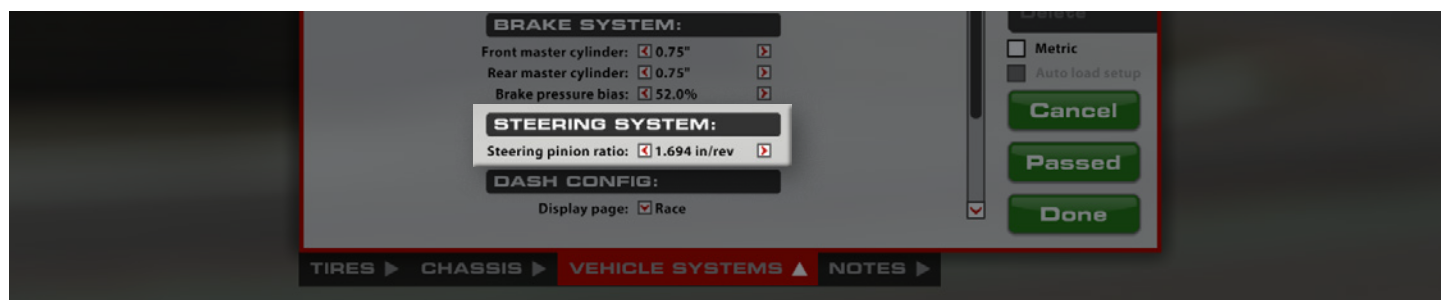 BRAKE SYSTEM:
Front master cylinder: 0.75"
Rear master cylinder: 0.75"
Brake pressure bias: 52.0%
STEERING SYSTEM:
Steering pinion ratio: 1.694 in/rev
DASH CONFIG:
Display page: Race
Delete
Metric
Auto load setup
Cancel
Passed
Done
TIRES CHASSIS VEHICLE SYSTEMS NOTES